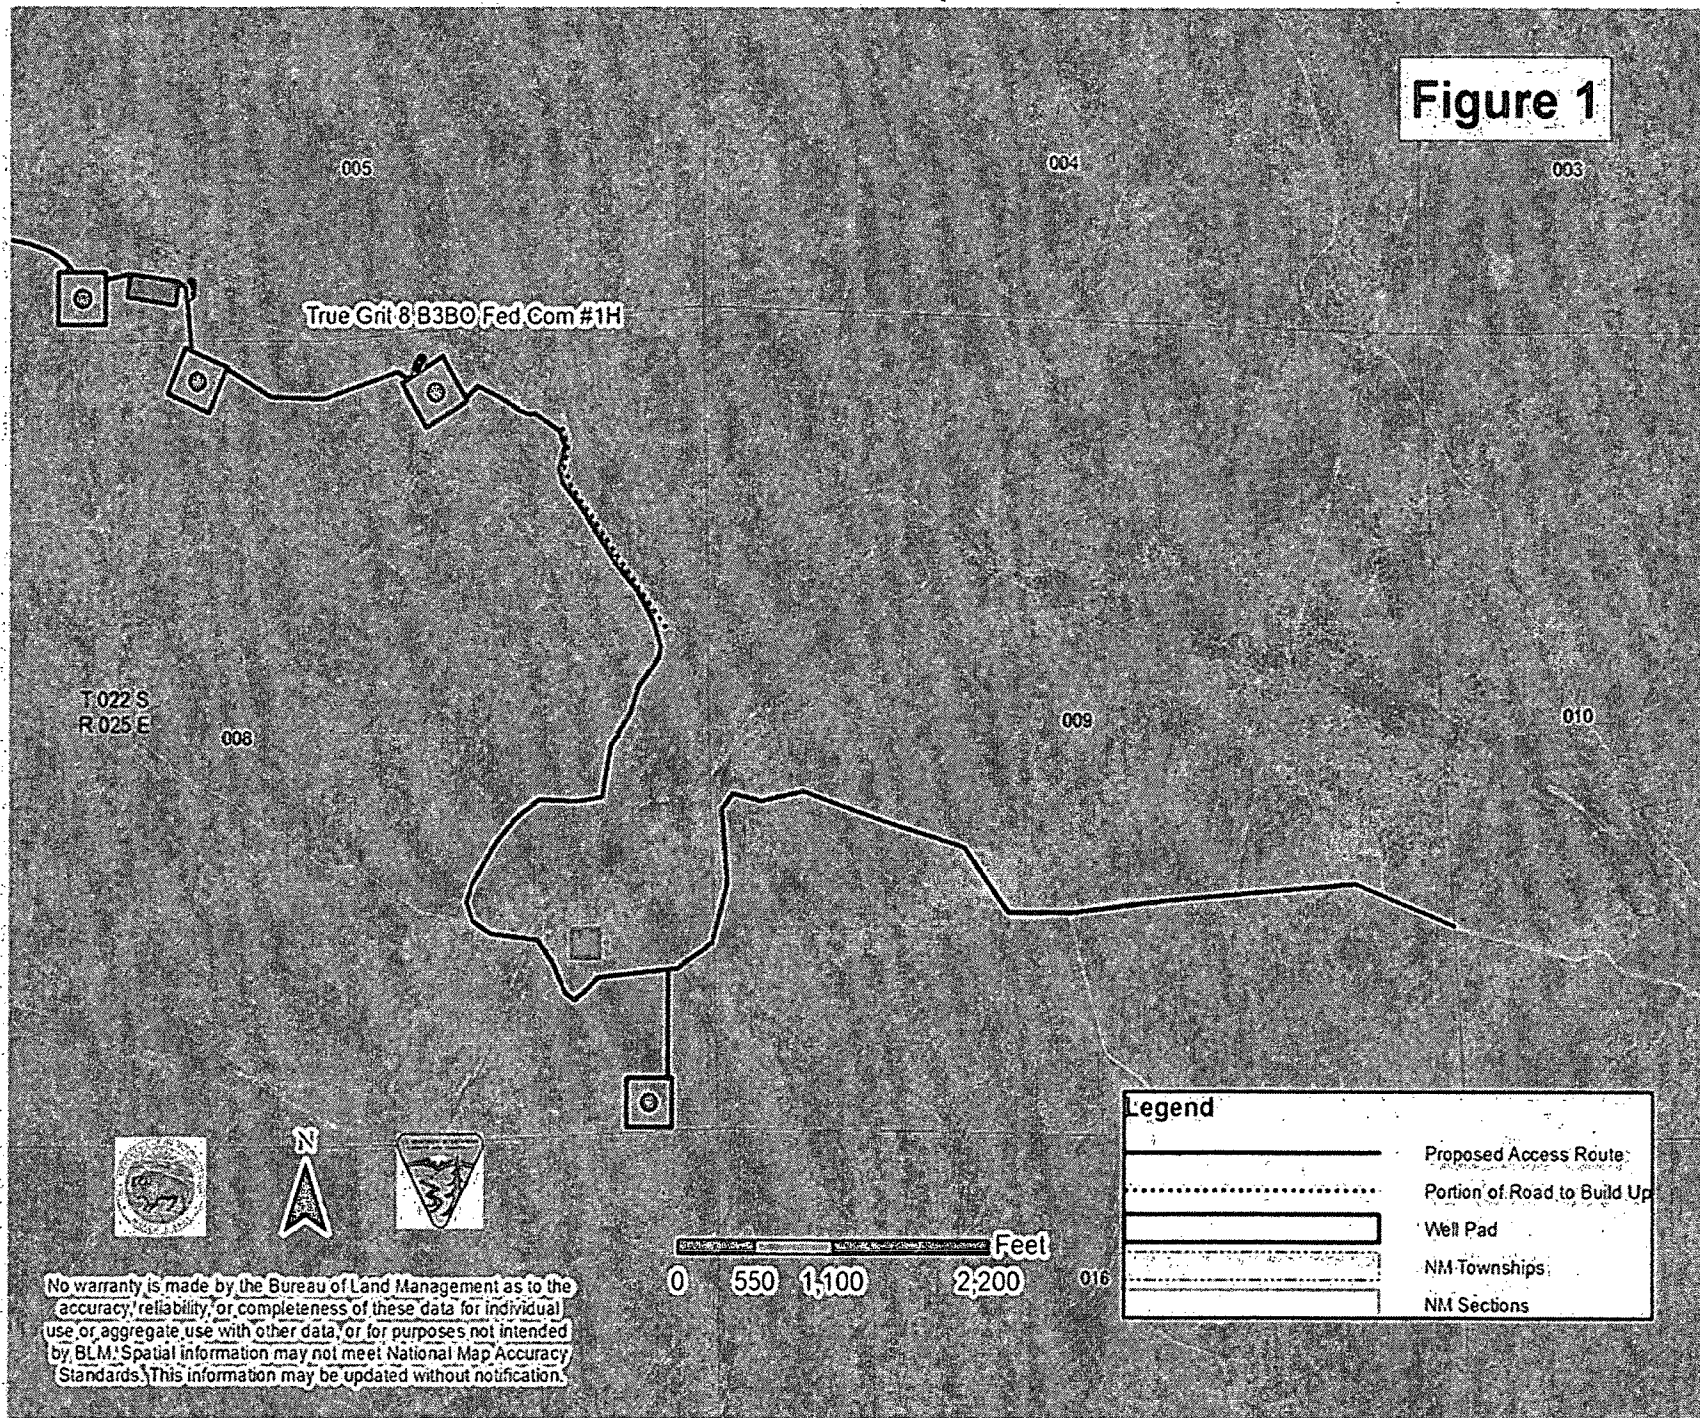 Figure 1
005
004
003
True Grit 8 B3BO Fed Com #1H
T 022 S
R 025 E
008
009
010
Legend
Proposed Access Route
Portion of Road to Build Up
Well Pad
NM Townships
NM Sections
N
Feet
0 550 1,100 2,200
016
No warranty is made by the Bureau of Land Management as to the
accuracy, reliability, or completeness of these data for individual
use or aggregate use with other data, or for purposes not intended
by BLM. Spatial information may not meet National Map Accuracy
Standards. This information may be updated without notification.